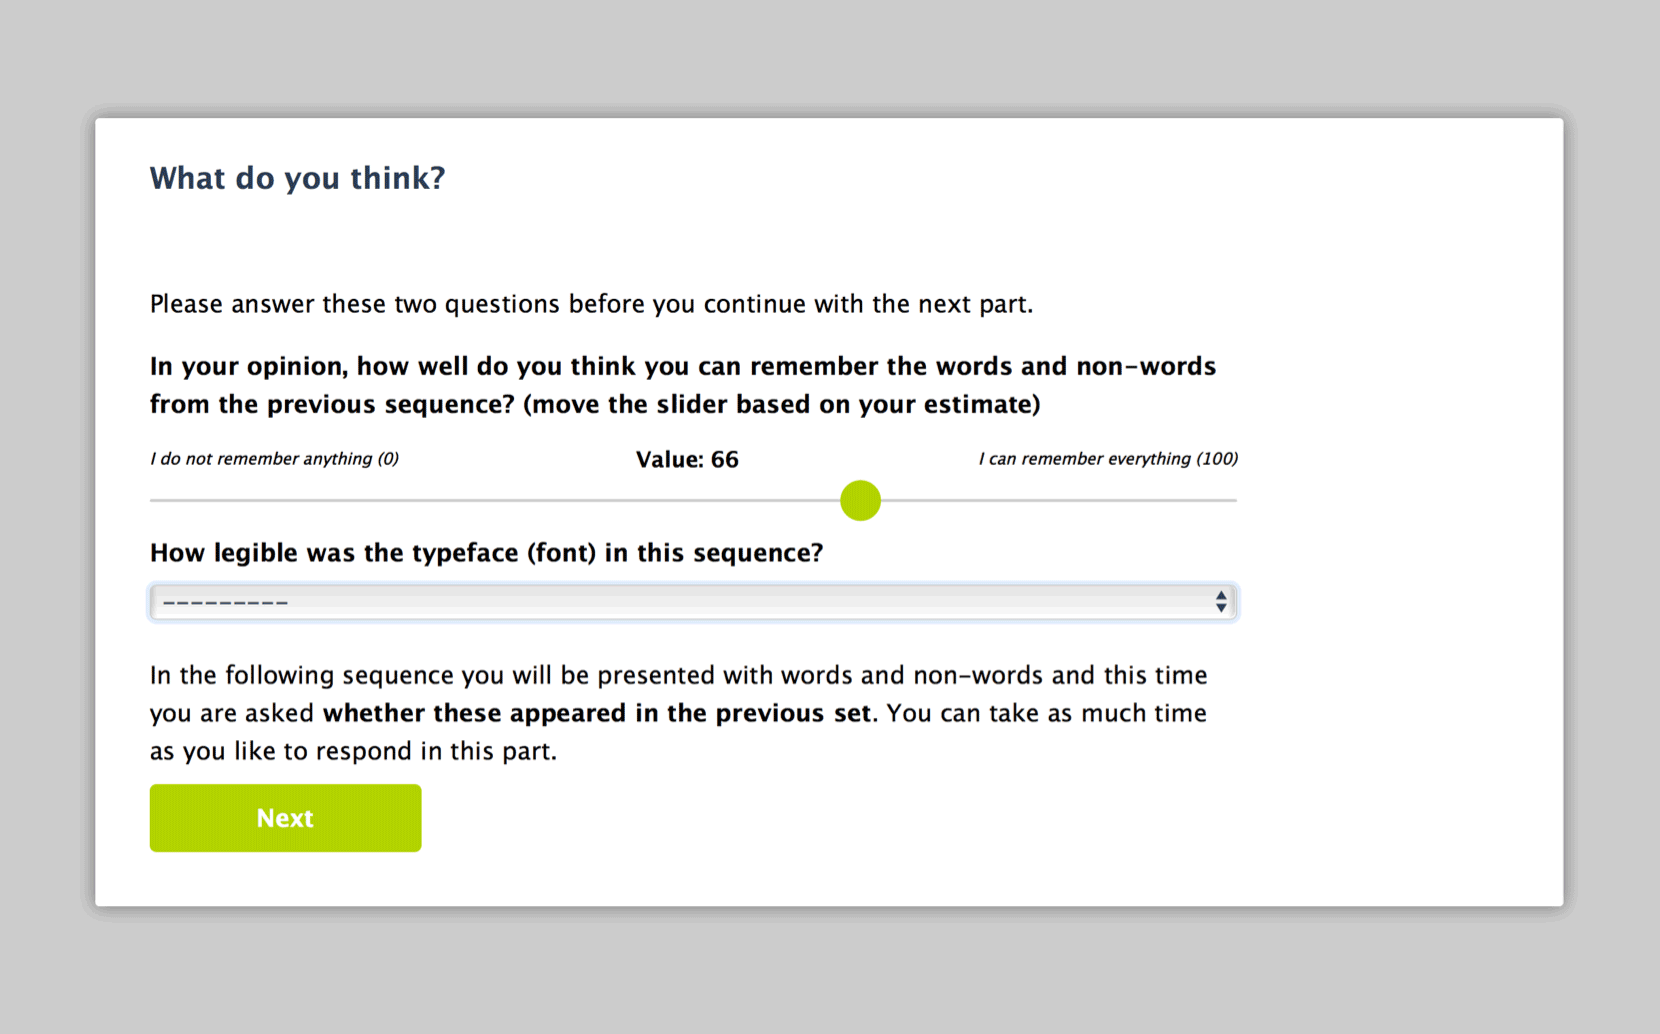 What do you think?
Please answer these two questions before you continue with the next part.
In your opinion, how well do you think you can remember the words and non-words
from the previous sequence? (move the slider based on your estimate)
I do not remember anything (0)
Value: 66
I can remember everything (100)
How legible was the typeface (font) in this sequence?
---------
In the following sequence you will be presented with words and non-words and this time
you are asked whether these appeared in the previous set. You can take as much time
as you like to respond in this part.
Next